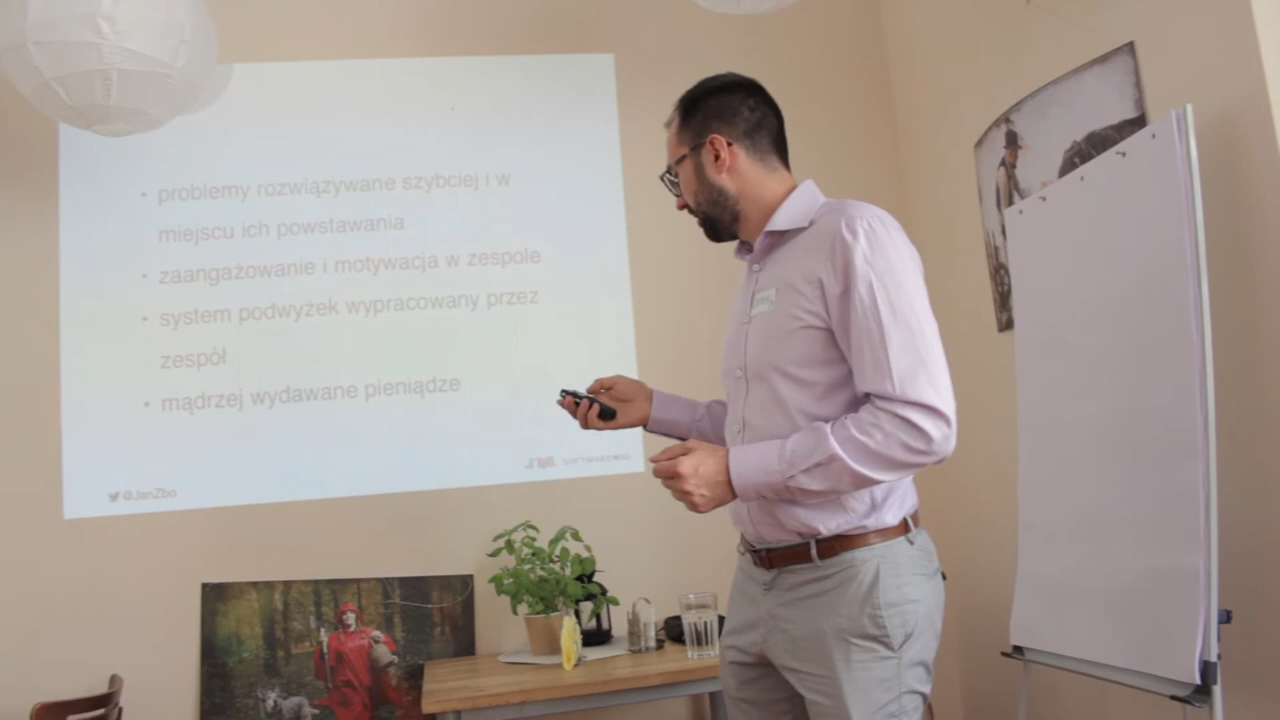 • problemy rozwiązywane szybciej i w
miejscu ich powstawania
• zaangażowanie i motywacja w zespole
• system podwyżek wypracowany przez
zespół
• mądrzej wydawane pieniądze
@JanZbo